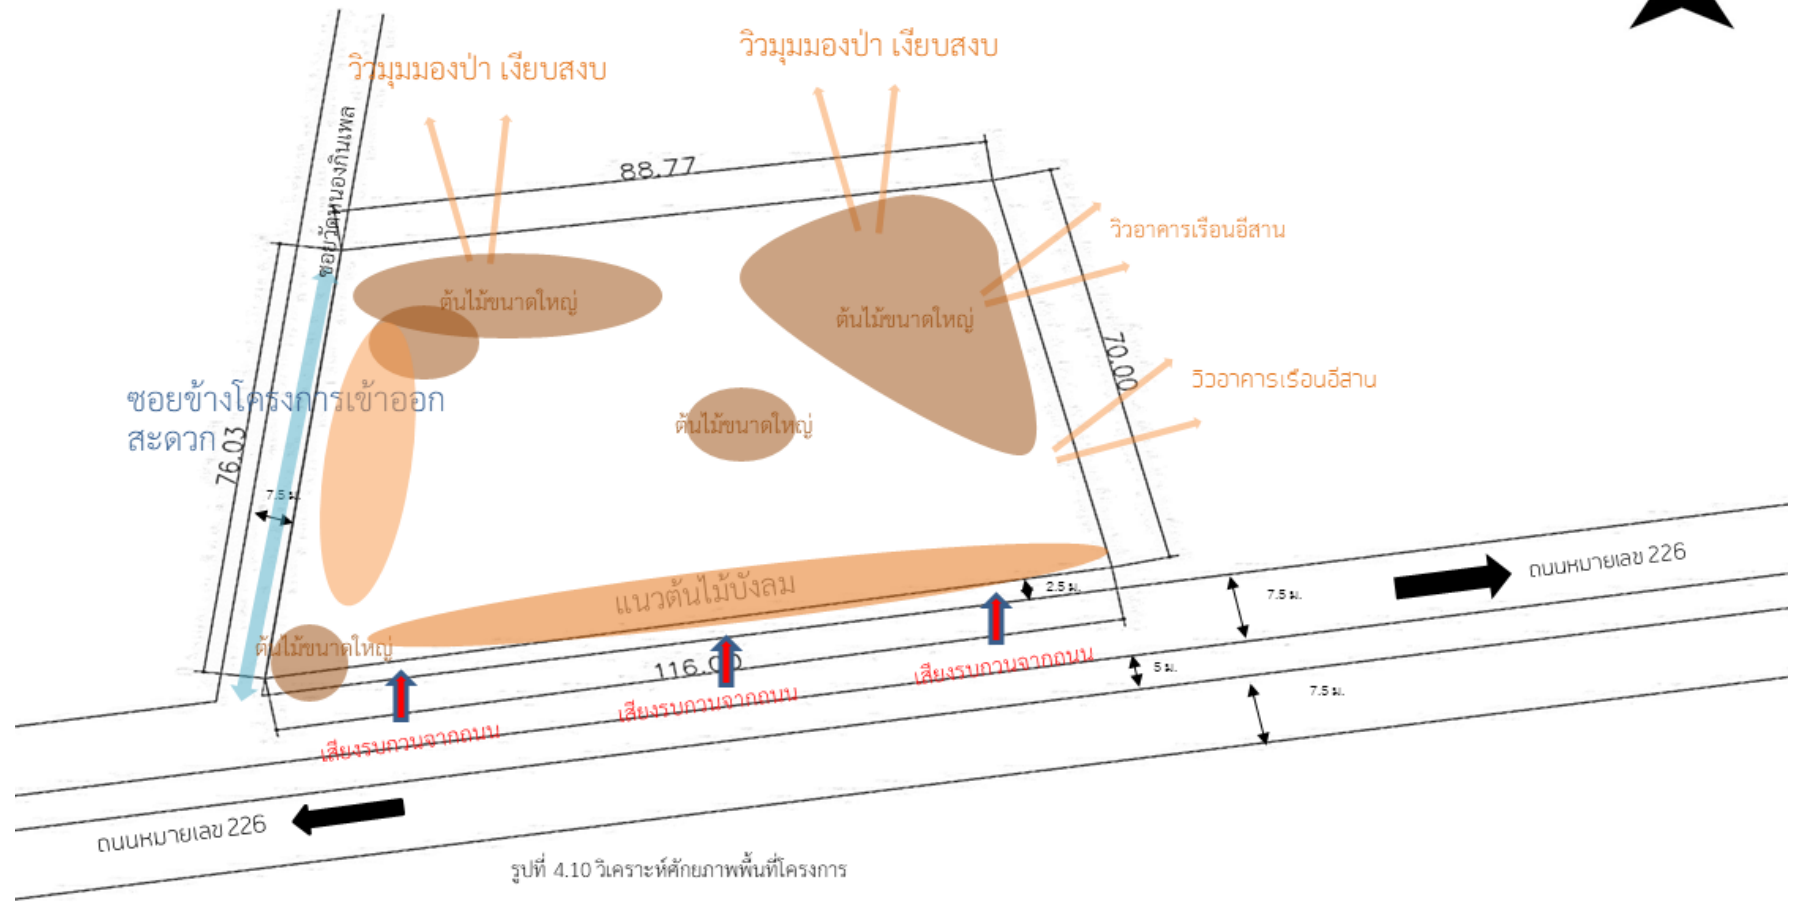 วิวมุมมองป่า เงียบสงบ
วิวมุมมองป่า เงียบสงบ
ซอยวัดหนองกินเพล
88.77
วิวอาคารเรือนอีสาน
ต้นไม้ขนาดใหญ่
ต้นไม้ขนาดใหญ่
70.00
วิวอาคารเรือนอีสาน
ซอยข้างโครงการเข้าออก
สะดวก
76.03
ต้นไม้ขนาดใหญ่
7.5 ม.
แนวต้นไม้บังลม
2.5 ม.
7.5 ม.
ถนนหมายเลข 226
ต้นไม้ขนาดใหญ่
116.00
เสียงรบกวนจากถนน
5 ม.
7.5 ม.
เสียงรบกวนจากถนน
เสียงรบกวนจากถนน
ถนนหมายเลข 226
รูปที่ 4.10 วิเคราะห์ศักยภาพพื้นที่โครงการ